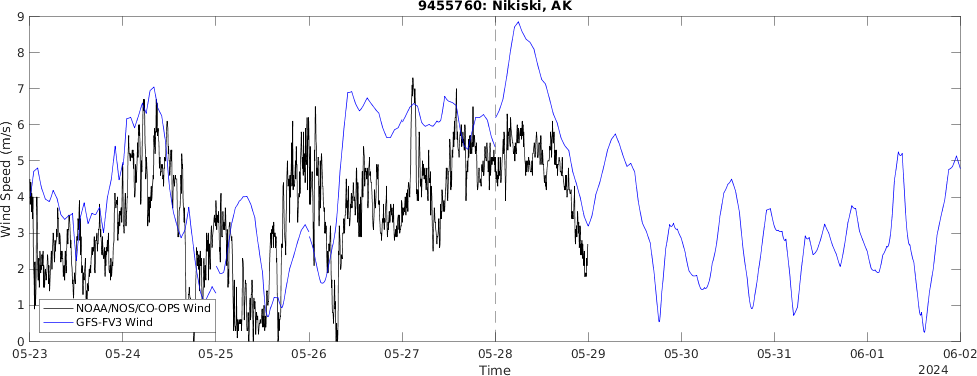 9455760: Nikiski, AK
Wind Speed (m/s)
9
8
7
6
5
4
3
2
1
0
NOAA/NOS/CO-OPS Wind
GFS-FV3 Wind
05-23 05-24 05-25 05-26 05-27 05-28 05-29 05-30 05-31 06-01 06-02
Time
2024